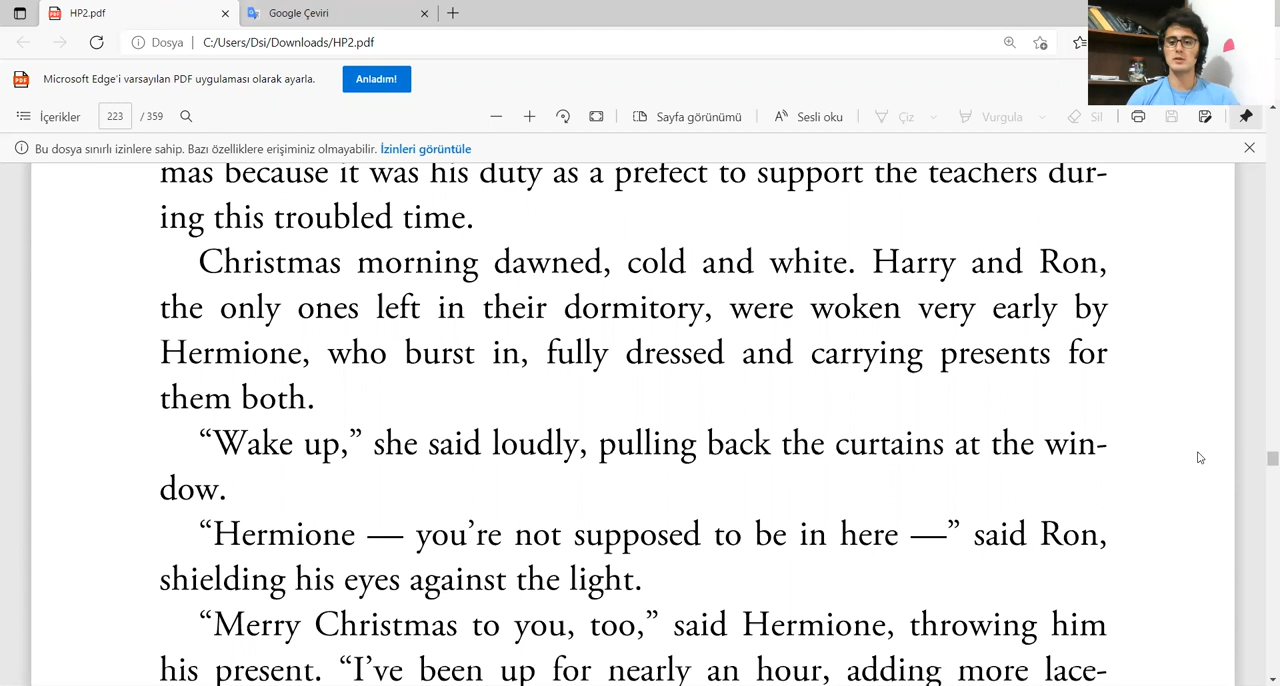 HP2.pdf
Google Çeviri
Dosya
C:/Users/Dsi/Downloads/HP2.pdf
Microsoft Edge'i varsayılan PDF uygulaması olarak ayarla.
Anladım!
İçerikler
223
/ 359
Sayfa görünümü
Sesli oku
Çiz
Vurgula
Sil
Bu dosya sınırlı izinlere sahip. Bazı özelliklere erişiminiz olmayabilir. İzinleri görüntüle
mas because it was his duty as a prefect to support the teachers dur-
ing this troubled time.
Christmas morning dawned, cold and white. Harry and Ron,
the only ones left in their dormitory, were woken very early by
Hermione, who burst in, fully dressed and carrying presents for
them both.
“Wake up,” she said loudly, pulling back the curtains at the win-
dow.
“Hermione — you’re not supposed to be in here —” said Ron,
shielding his eyes against the light.
“Merry Christmas to you, too,” said Hermione, throwing him
his present. “I’ve been up for nearly an hour, adding more lace-